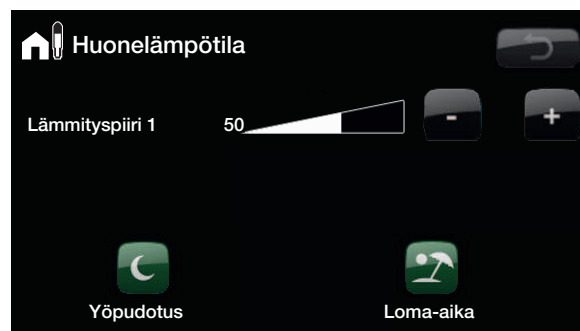 Huonelämpötila
Lämmityspiiri 1 50 - +
Yöpudotus Loma-aika